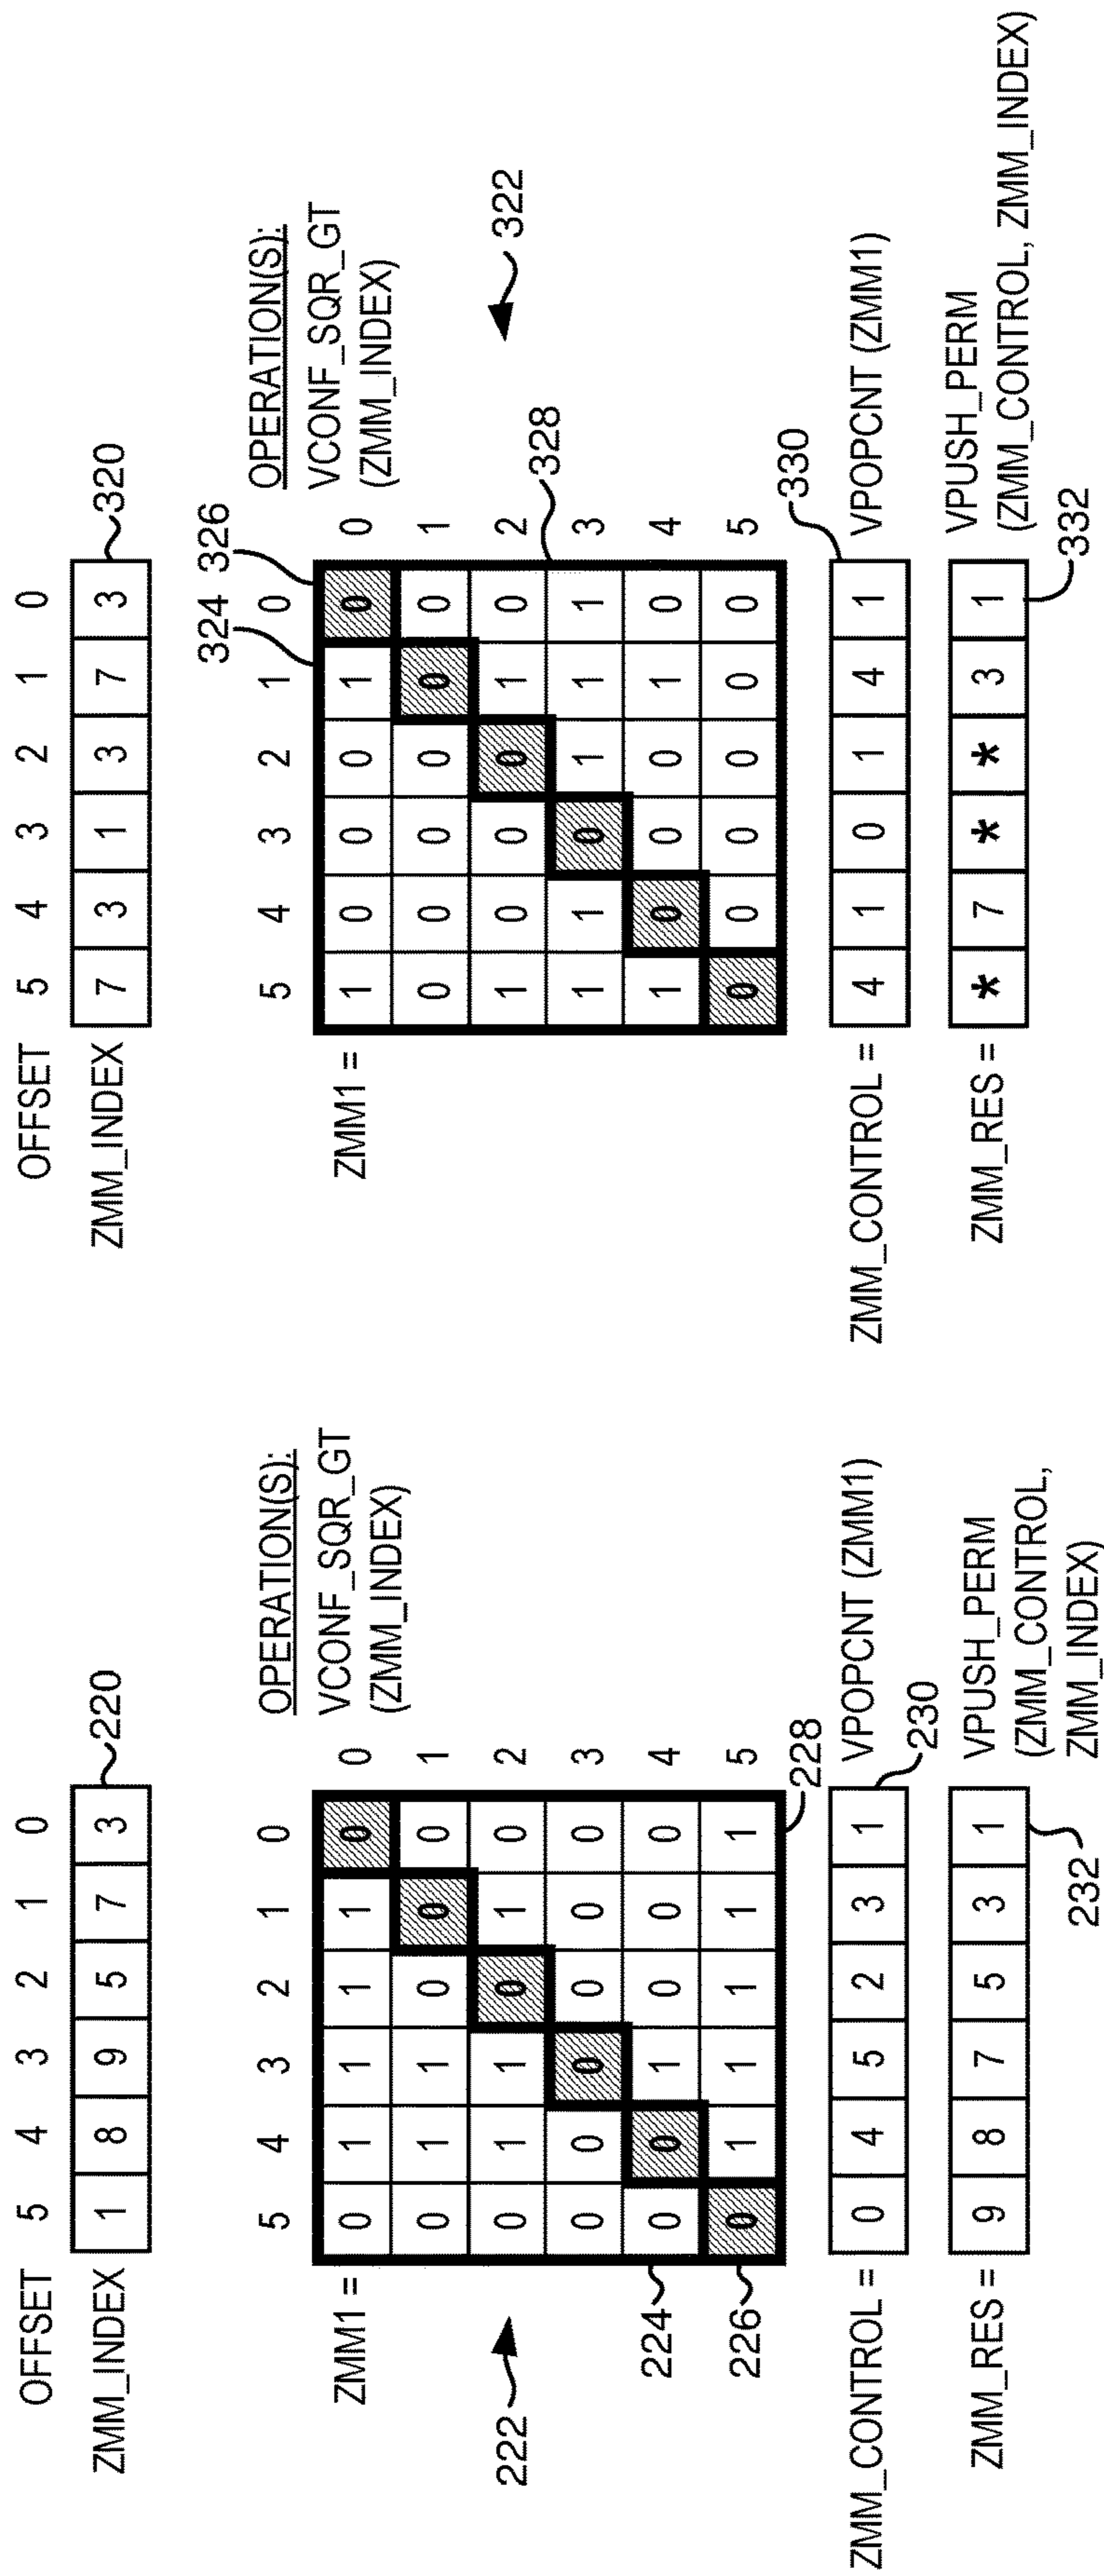 OFFSET 5 4 3 2 1 0
ZMM_INDEX 1 8 9 5 7 3 220
OPERATION(S):
VCONF_SQR_GT
(ZMM_INDEX)
222
5 4 3 2 1 0
ZMM1 = 0 1 1 1 1 0 0
0 1 1 0 0 0 1
0 1 1 0 1 0 2
0 0 0 0 0 0 3
224 0 0 1 0 0 0 4
226 0 1 1 1 1 1 5
228
ZMM_CONTROL = 0 4 5 2 3 1 VPOPCNT (ZMM1)
230
ZMM_RES = 9 8 7 5 3 1 VPUSH_PERM
(ZMM_CONTROL,
ZMM_INDEX)
232
OFFSET 5 4 3 2 1 0
ZMM_INDEX 7 3 1 3 7 3 320
324 326
OPERATION(S):
VCONF_SQR_GT
(ZMM_INDEX)
322
5 4 3 2 1 0
ZMM1 = 1 0 0 0 1 0 0
0 0 0 0 0 0 1
1 0 0 0 1 0 2
1 1 0 1 1 1 3
328
1 0 0 0 1 0 4
0 0 0 0 0 0 5
330
ZMM_CONTROL = 4 1 0 1 4 1 VPOPCNT (ZMM1)
ZMM_RES = * 7 * * 3 1 VPUSH_PERM
(ZMM_CONTROL, ZMM_INDEX)
332